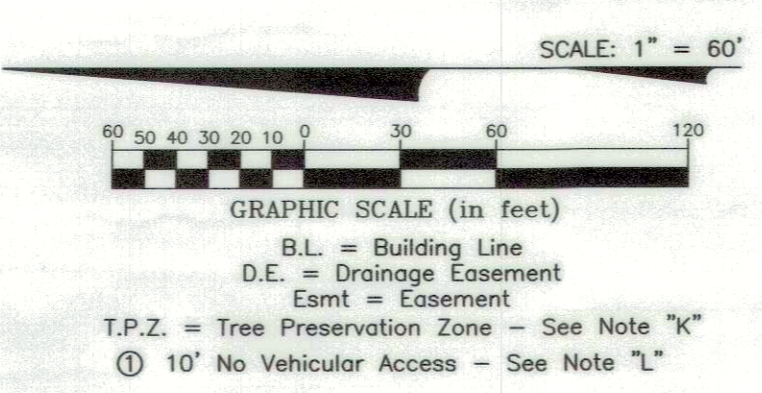 SCALE: 1" = 60'
60 50 40 30 20 10 0 30 60 120
GRAPHIC SCALE (in feet)
B.L. = Building Line
D.E. = Drainage Easement
Esmt = Easement
T.P.Z. = Tree Preservation Zone – See Note "K"
① 10' No Vehicular Access – See Note "L"